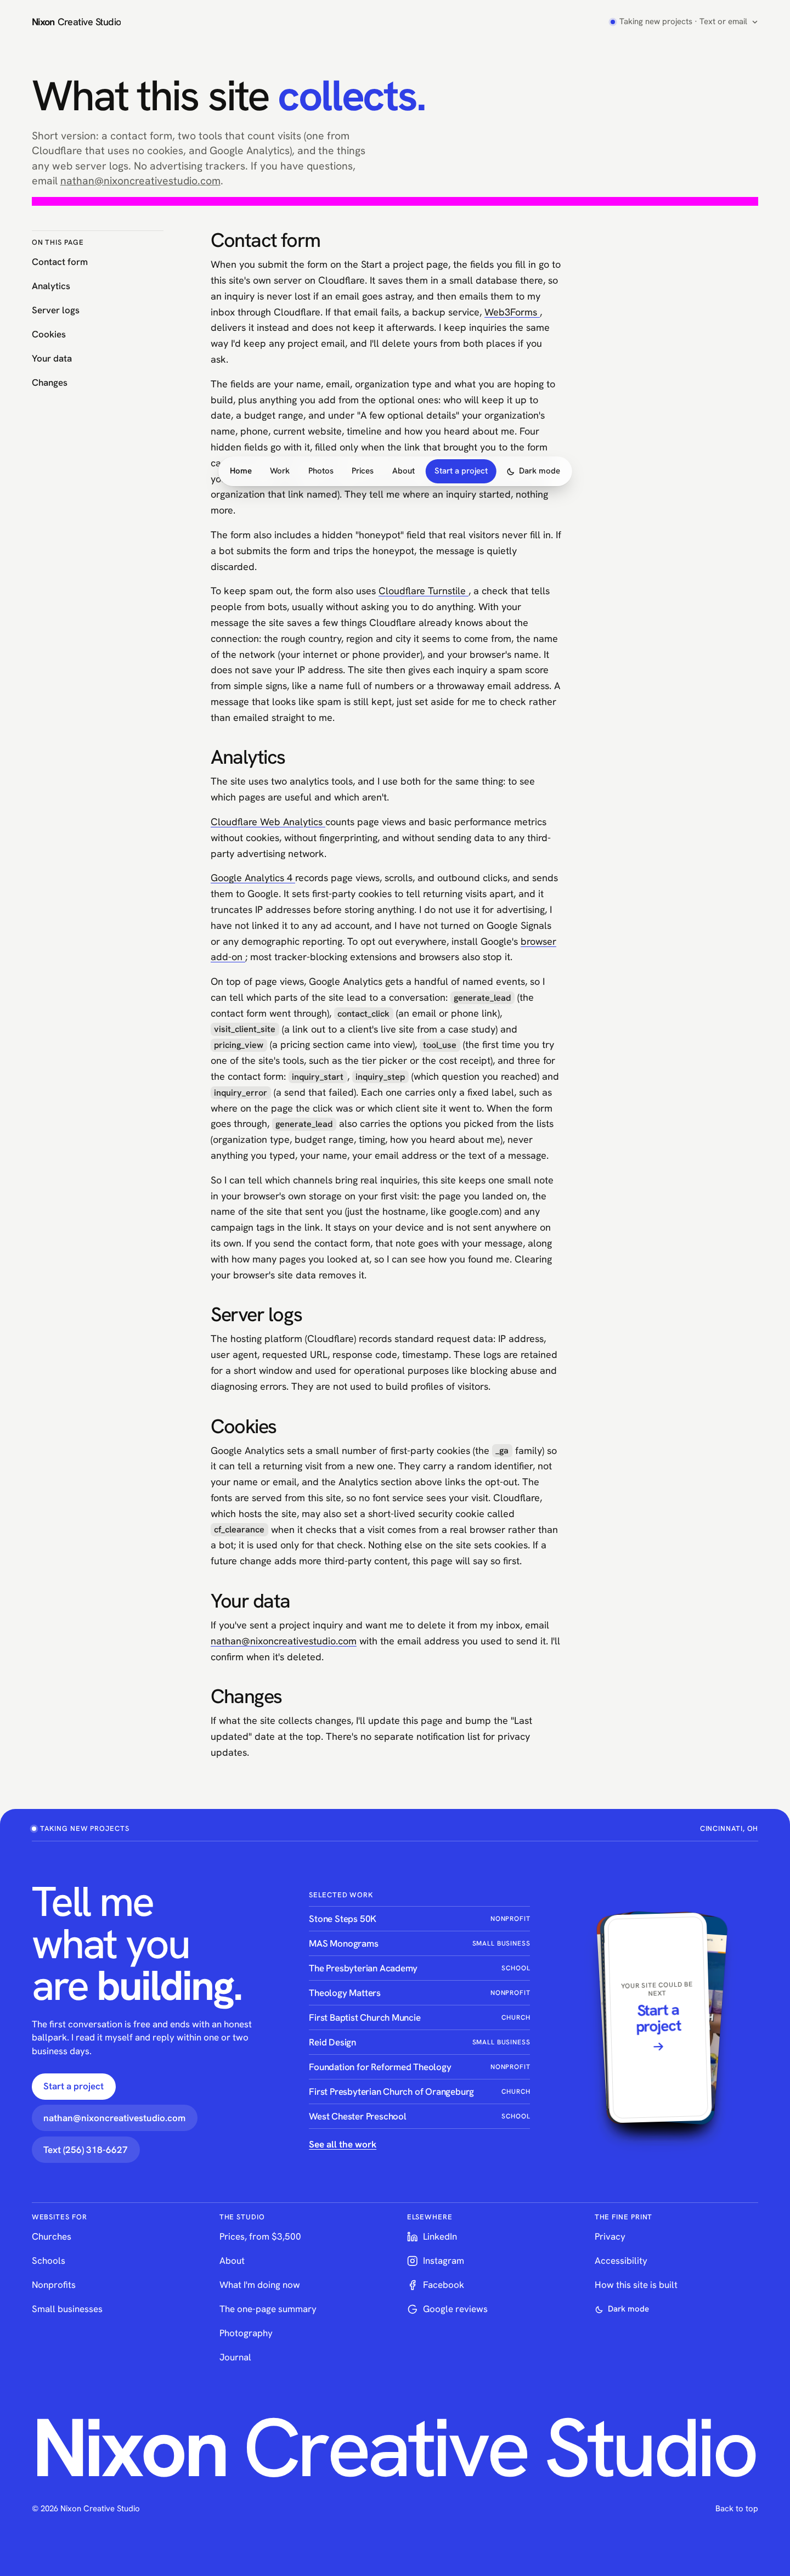 Nixon Creative Studio
Taking new projects · Text or email
What this site collects.
Short version: a contact form, two tools that count visits (one from
Cloudflare that uses no cookies, and Google Analytics), and the things
any web server logs. No advertising trackers. If you have questions,
email nathan@nixoncreativestudio.com.
ON THIS PAGE
Contact form
Analytics
Server logs
Cookies
Your data
Changes
Contact form
When you submit the form on the Start a project page, the fields you fill in go to
this site's own server on Cloudflare. It saves them in a small database there, so
an inquiry is never lost if an email goes astray, and then emails them to my
inbox through Cloudflare. If that email fails, a backup service, Web3Forms ,
delivers it instead and does not keep it afterwards. I keep inquiries the same
way I'd keep any project email, and I'll delete yours from both places if you
ask.
The fields are your name, email, organization type and what you are hoping to
build, plus anything you add from the optional ones: who will keep it up to
date, a budget range, and under "A few optional details" your organization's
name, phone, current website, timeline and how you heard about me. Four
hidden fields go with it, filled only when the link that brought you to the form
Home
Work
Photos
Prices
About
Start a project
Dark mode
organization that link named). They tell me where an inquiry started, nothing
more.
The form also includes a hidden "honeypot" field that real visitors never fill in. If
a bot submits the form and trips the honeypot, the message is quietly
discarded.
To keep spam out, the form also uses Cloudflare Turnstile , a check that tells
people from bots, usually without asking you to do anything. With your
message the site saves a few things Cloudflare already knows about the
connection: the rough country, region and city it seems to come from, the name
of the network (your internet or phone provider), and your browser's name. It
does not save your IP address. The site then gives each inquiry a spam score
from simple signs, like a name full of numbers or a throwaway email address. A
message that looks like spam is still kept, just set aside for me to check rather
than emailed straight to me.
Analytics
The site uses two analytics tools, and I use both for the same thing: to see
which pages are useful and which aren't.
Cloudflare Web Analytics counts page views and basic performance metrics
without cookies, without fingerprinting, and without sending data to any third-
party advertising network.
Google Analytics 4 records page views, scrolls, and outbound clicks, and sends
them to Google. It sets first-party cookies to tell returning visits apart, and it
truncates IP addresses before storing anything. I do not use it for advertising, I
have not linked it to any ad account, and I have not turned on Google Signals
or any demographic reporting. To opt out everywhere, install Google's browser
add-on ; most tracker-blocking extensions and browsers also stop it.
On top of page views, Google Analytics gets a handful of named events, so I
can tell which parts of the site lead to a conversation: generate_lead (the
contact form went through), contact_click (an email or phone link),
visit_client_site (a link out to a client's live site from a case study) and
pricing_view (a pricing section came into view), tool_use (the first time you try
one of the site's tools, such as the tier picker or the cost receipt), and three for
the contact form: inquiry_start , inquiry_step (which question you reached) and
inquiry_error (a send that failed). Each one carries only a fixed label, such as
where on the page the click was or which client site it went to. When the form
goes through, generate_lead also carries the options you picked from the lists
(organization type, budget range, timing, how you heard about me), never
anything you typed, your name, your email address or the text of a message.
So I can tell which channels bring real inquiries, this site keeps one small note
in your browser's own storage on your first visit: the page you landed on, the
name of the site that sent you (just the hostname, like google.com) and any
campaign tags in the link. It stays on your device and is not sent anywhere on
its own. If you send the contact form, that note goes with your message, along
with how many pages you looked at, so I can see how you found me. Clearing
your browser's site data removes it.
Server logs
The hosting platform (Cloudflare) records standard request data: IP address,
user agent, requested URL, response code, timestamp. These logs are retained
for a short window and used for operational purposes like blocking abuse and
diagnosing errors. They are not used to build profiles of visitors.
Cookies
Google Analytics sets a small number of first-party cookies (the _ga family) so
it can tell a returning visit from a new one. They carry a random identifier, not
your name or email, and the Analytics section above links the opt-out. The
fonts are served from this site, so no font service sees your visit. Cloudflare,
which hosts the site, may also set a short-lived security cookie called
cf_clearance when it checks that a visit comes from a real browser rather than
a bot; it is used only for that check. Nothing else on the site sets cookies. If a
future change adds more third-party content, this page will say so first.
Your data
If you've sent a project inquiry and want me to delete it from my inbox, email
nathan@nixoncreativestudio.com with the email address you used to send it. I'll
confirm when it's deleted.
Changes
If what the site collects changes, I'll update this page and bump the "Last
updated" date at the top. There's no separate notification list for privacy
updates.
TAKING NEW PROJECTS
CINCINNATI, OH
Tell me
what you
are building.
The first conversation is free and ends with an honest
ballpark. I read it myself and reply within one or two
business days.
Start a project
nathan@nixoncreativestudio.com
Text (256) 318-6627
SELECTED WORK
Stone Steps 50K NONPROFIT
MAS Monograms SMALL BUSINESS
The Presbyterian Academy SCHOOL
Theology Matters NONPROFIT
First Baptist Church Muncie CHURCH
Reid Design SMALL BUSINESS
Foundation for Reformed Theology NONPROFIT
First Presbyterian Church of Orangeburg CHURCH
West Chester Preschool SCHOOL
See all the work
YOUR SITE COULD BE
NEXT
Start a
project
WEBSITES FOR
Churches
Schools
Nonprofits
Small businesses
THE STUDIO
Prices, from $3,500
About
What I'm doing now
The one-page summary
Photography
Journal
ELSEWHERE
LinkedIn
Instagram
Facebook
Google reviews
THE FINE PRINT
Privacy
Accessibility
How this site is built
Dark mode
Nixon Creative Studio
© 2026 Nixon Creative Studio
Back to top